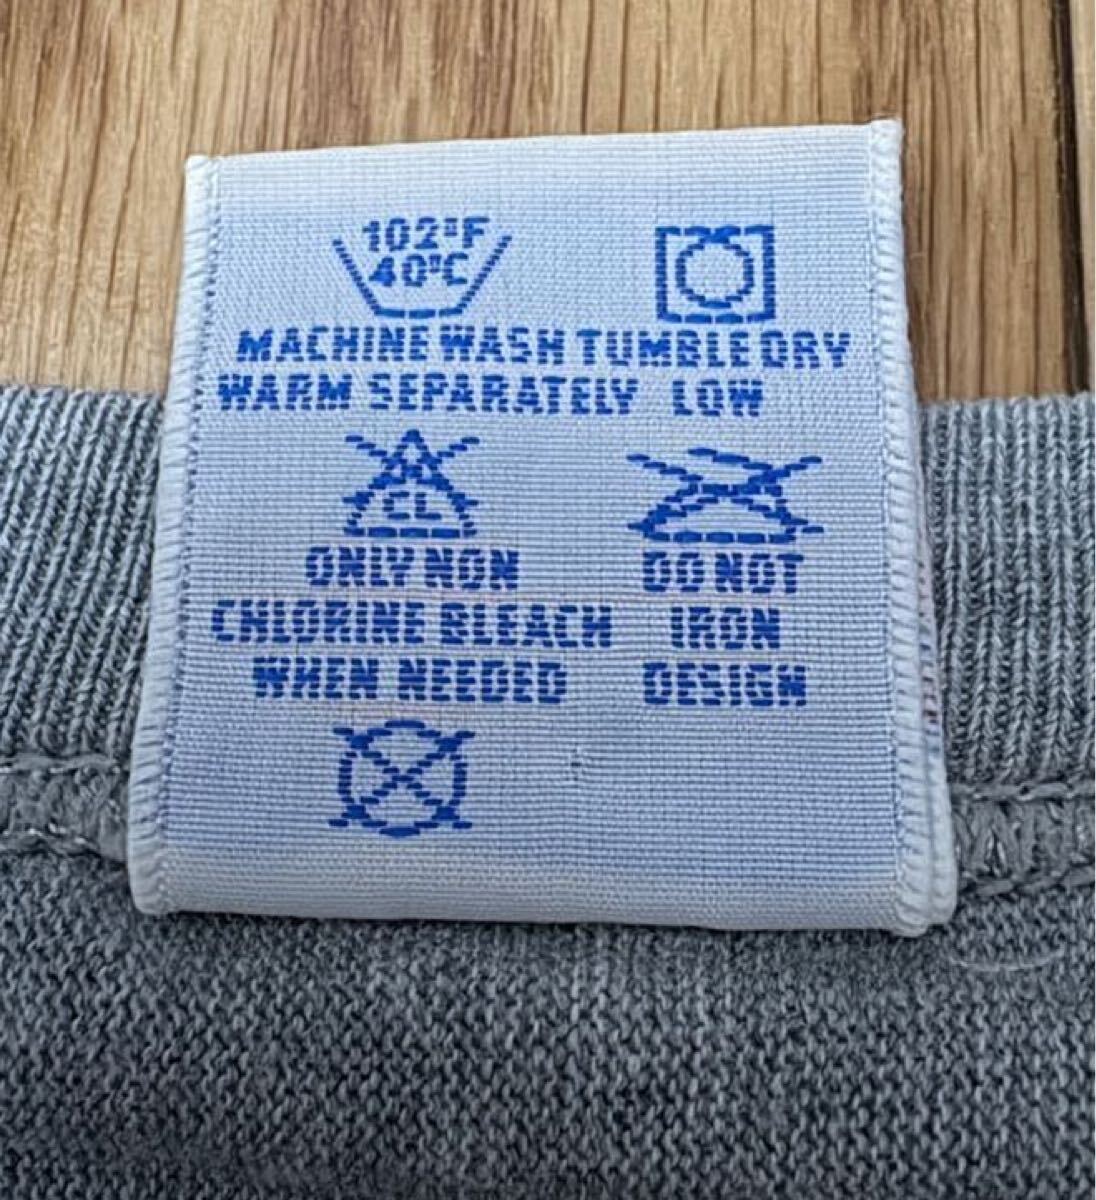 102°F
40°C
MACHINE WASH
WARM SEPARATELY
TUMBLE DRY
LOW
CL
ONLY NON
CHLORINE BLEACH
WHEN NEEDED
DO NOT
IRON
DESIGN